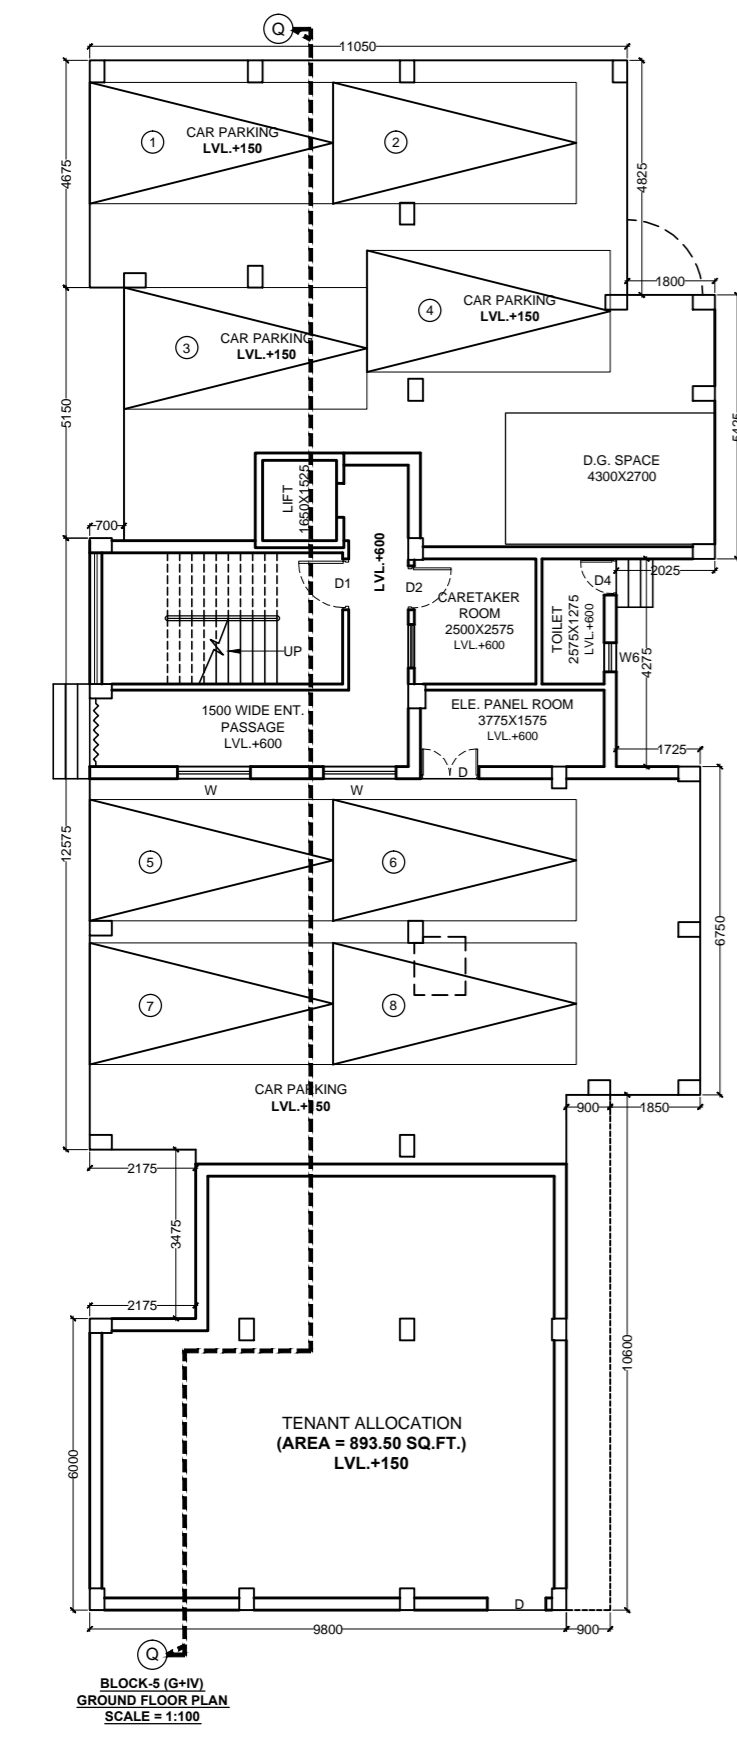 Q
11050
1
CAR PARKING
LVL.+150
2
4675
4825
1800
4
CAR PARKING
LVL.+150
3
CAR PARKING
LVL.+150
5150
5425
D.G. SPACE
4300X2700
LIFT
1650X1525
700
LVL.+600
D1
D2
D4
2025
CARETAKER
ROOM
2500X2575
LVL.+600
TOILET
2575X1275
LVL.+600
UP
W6
4275
1500 WIDE ENT.
PASSAGE
LVL.+600
ELE. PANEL ROOM
3775X1575
LVL.+600
1725
D
W
W
12575
5
6
6750
7
8
CAR PARKING
LVL.+150
900
1850
2175
3475
2175
10600
TENANT ALLOCATION
(AREA = 893.50 SQ.FT.)
LVL.+150
6000
D
9800
900
Q
BLOCK-5 (G+IV)
GROUND FLOOR PLAN
SCALE = 1:100